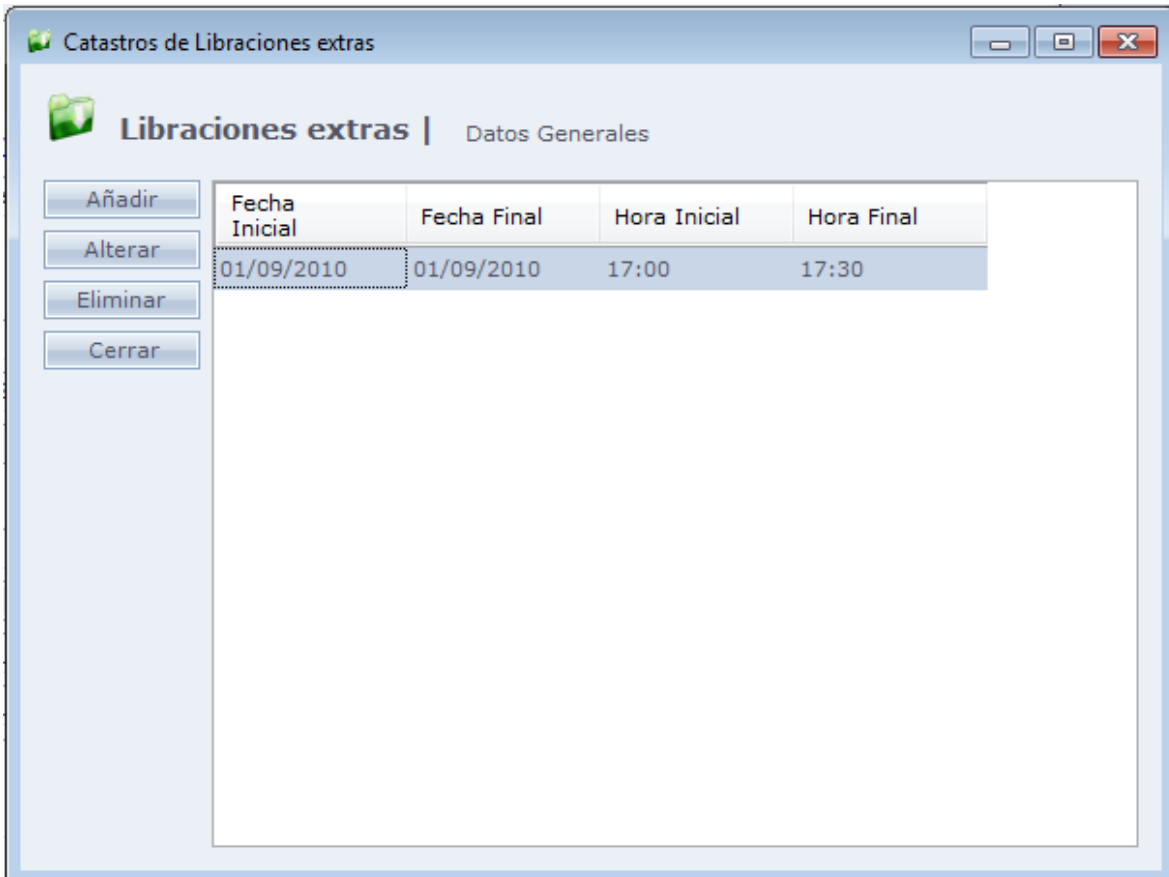 Catastros de Libraciones extras
Libraciones extras | Datos Generales
Añadir
Alterar
Eliminar
Cerrar
Fecha Inicial Fecha Final Hora Inicial Hora Final
01/09/2010 01/09/2010 17:00 17:30